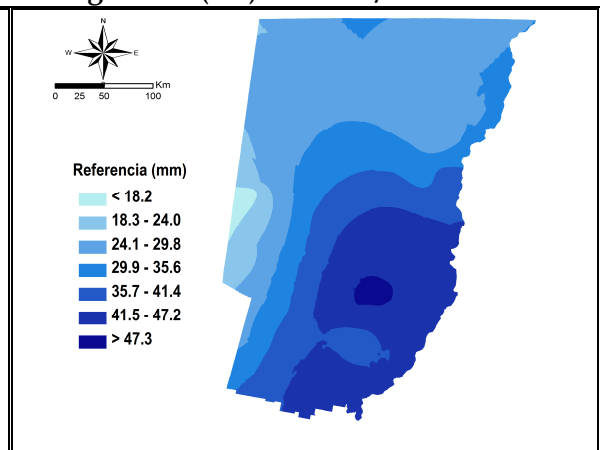 N
W E
S
Km
0 25 50 100
Referencia (mm)
< 18.2
18.3 - 24.0
24.1 - 29.8
29.9 - 35.6
35.7 - 41.4
41.5 - 47.2
> 47.3